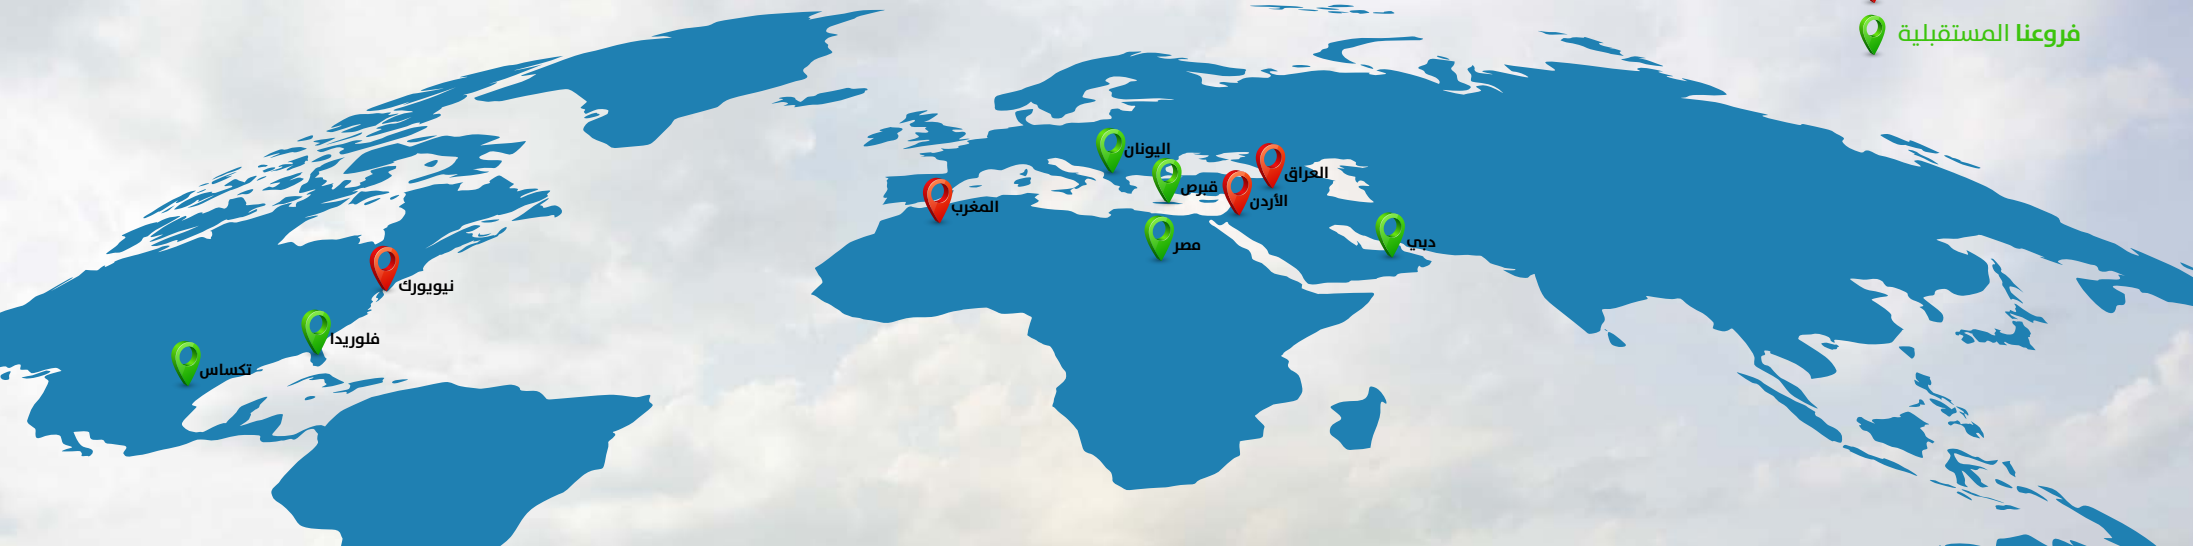 فروعنا المستقبلية
اليونان
العراق
قبرص
الأردن
المغرب
مصر
دبي
نيويورك
فلوريدا
تكساس